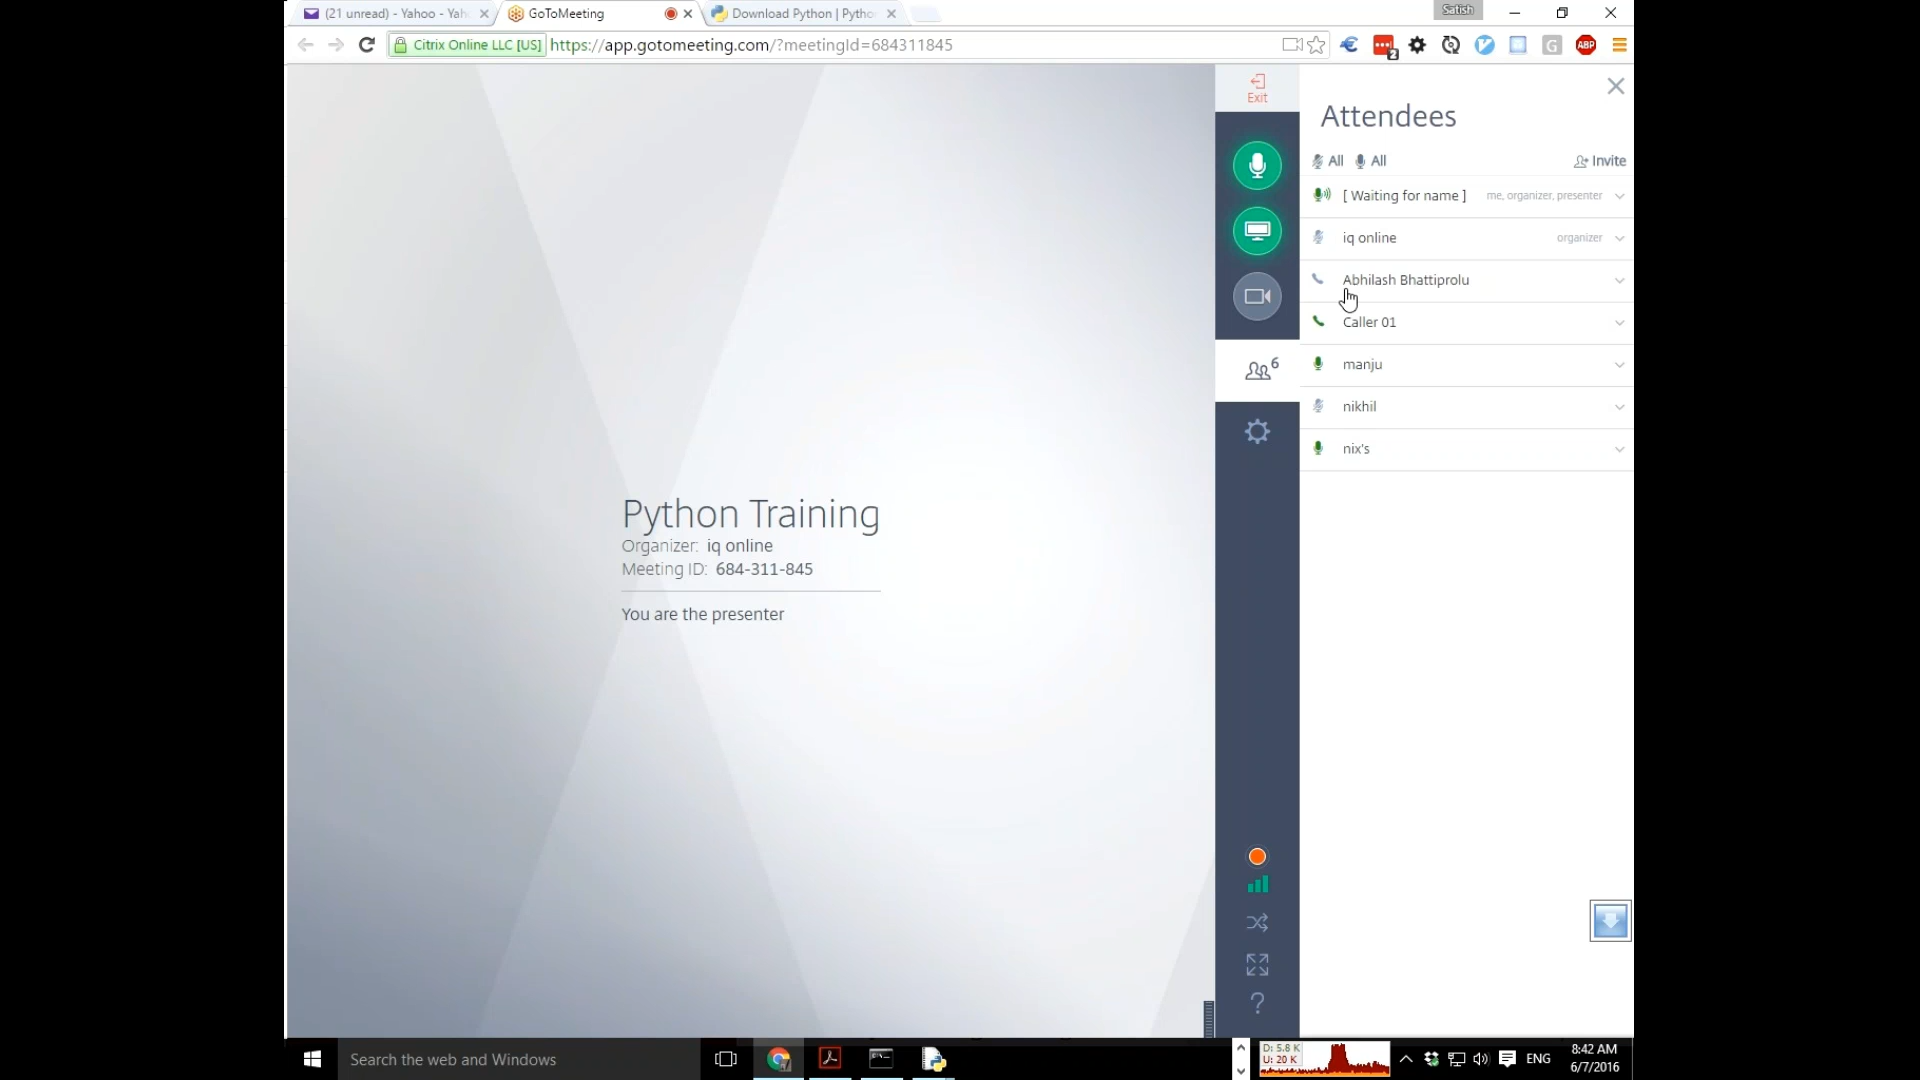 (21 unread) - Yahoo - Yah
GoToMeeting
Download Python | Pytho
Satish
Citrix Online LLC [US]
https://app.gotomeeting.com/?meetingId=684311845
2
G
ABP
Exit
Attendees
All
All
Invite
[ Waiting for name ]
me, organizer, presenter
iq online
organizer
Abhilash Bhattiprolu
Caller 01
6
manju
nikhil
nix's
Python Training
Organizer: iq online
Meeting ID: 684-311-845
You are the presenter
?
Search the web and Windows
D: 5.8 K
U: 20 K
ENG
8:42 AM
6/7/2016